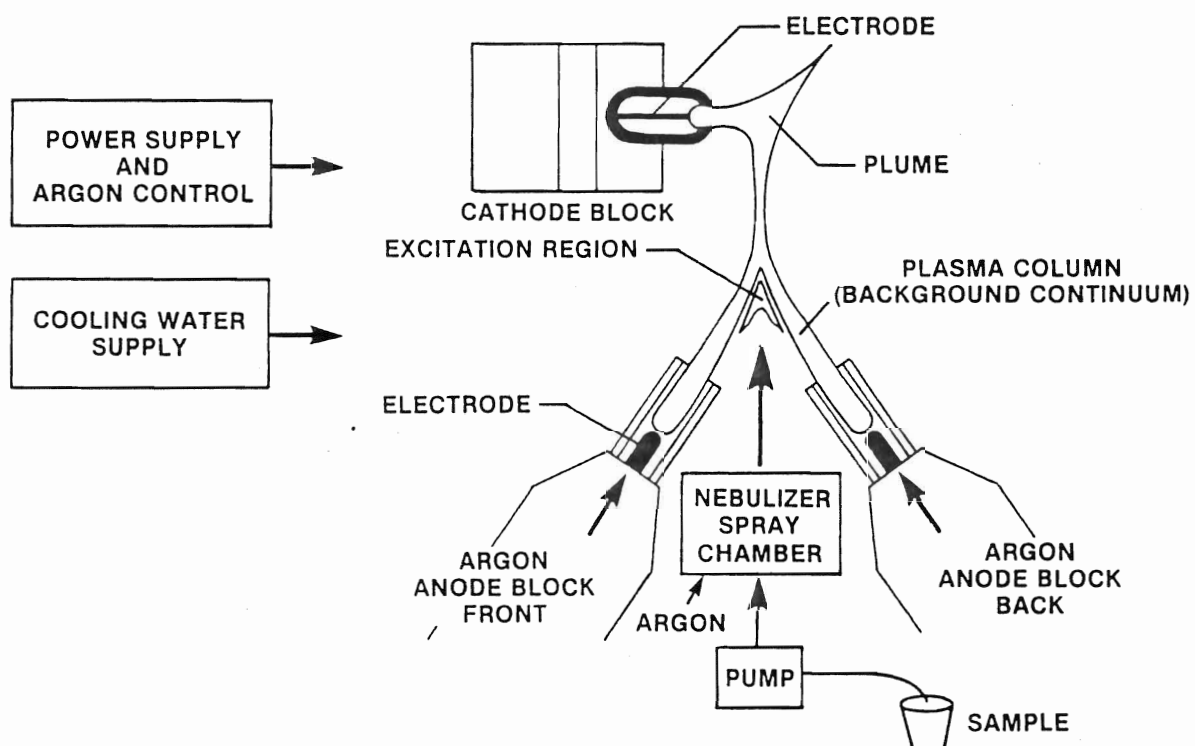 ELECTRODE
POWER SUPPLY
AND
ARGON CONTROL
PLUME
CATHODE BLOCK
EXCITATION REGION
PLASMA COLUMN
(BACKGROUND CONTINUUM)
COOLING WATER
SUPPLY
ELECTRODE
NEBULIZER
SPRAY
CHAMBER
ARGON
ANODE BLOCK
FRONT
ARGON
ANODE BLOCK
BACK
ARGON
PUMP
SAMPLE